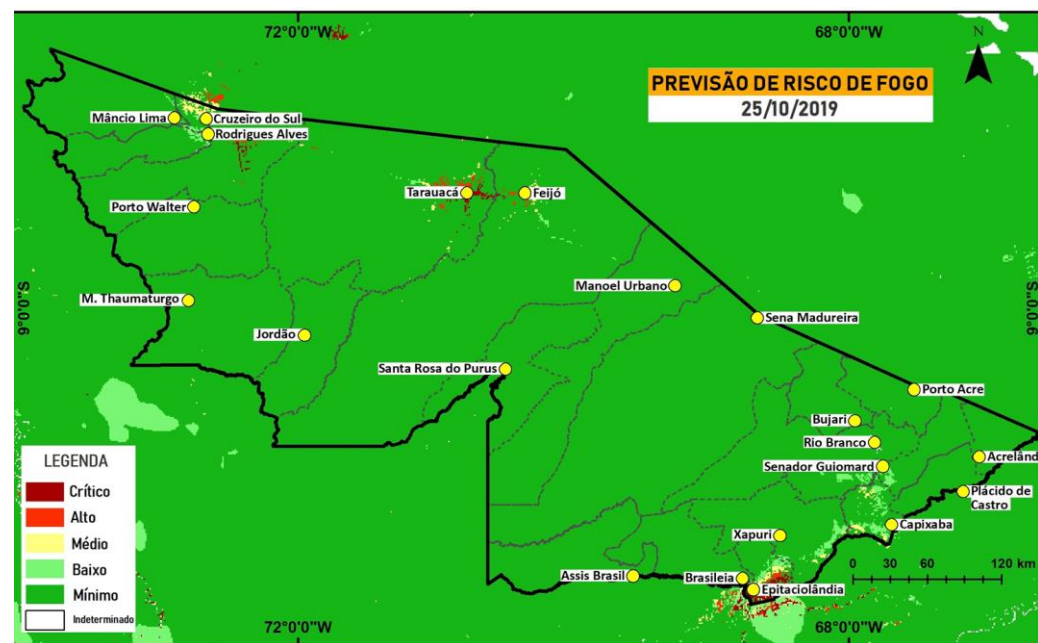 72°0'0"W
68°0'0"W
N
PREVISÃO DE RISCO DE FOGO
25/10/2019
Mâncio Lima
Cruzeiro do Sul
Rodrigues Alves
Tarauacá
Feijó
Porto Walter
Manoel Urbano
M. Thaumaturgo
9°0'0"S
9°0'0"S
Sena Madureira
Jordão
Santa Rosa do Purus
Porto Acre
Bujari
Rio Branco
Acrelând
Senador Guiomard
Plácido de
Castro
Capixaba
Xapuri
Assis Brasil
Brasileia
Epitaciolândia
0 30 60 120 km
LEGENDA
Crítico
Alto
Médio
Baixo
Mínimo
Indeterminado
72°0'0"W
68°0'0"W